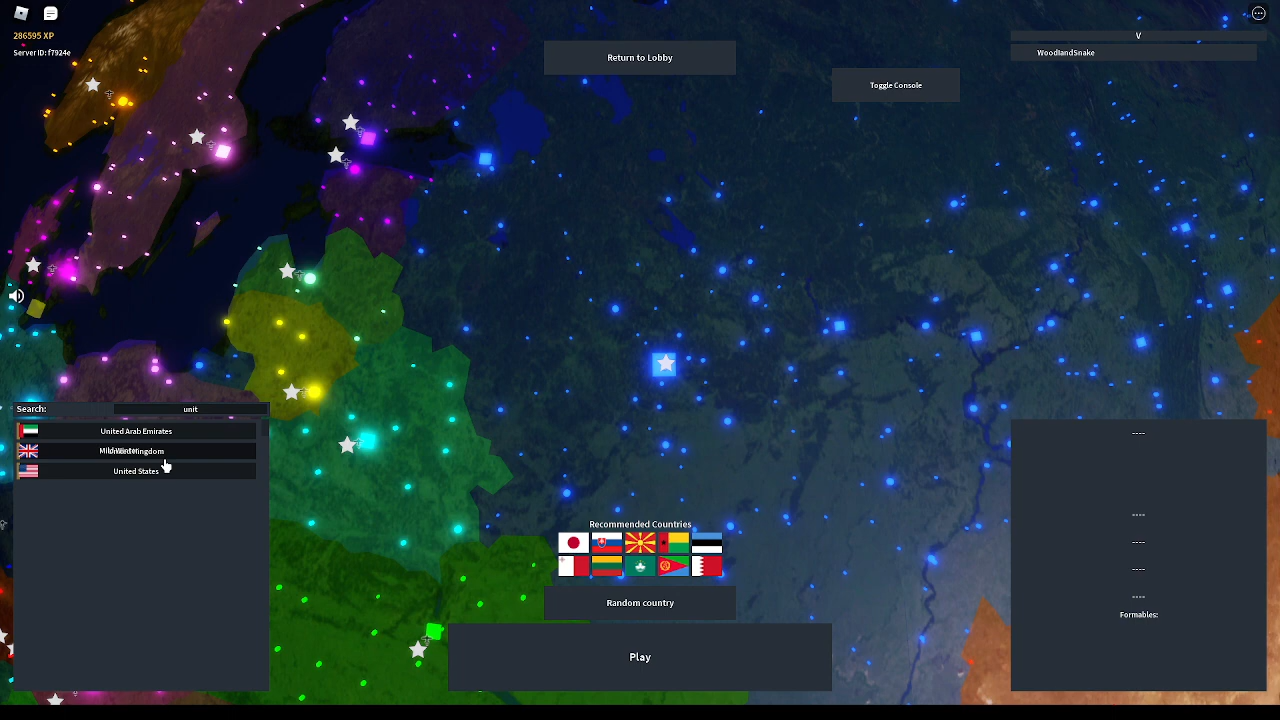 286595 XP
Server ID: f7924e
Return to Lobby
Toggle Console
V
WoodlandSnake
Search:
unit
United Arab Emirates
Kingdom
United States
Recommended Countries
Random country
Play
----
----
----
----
----
Formables: